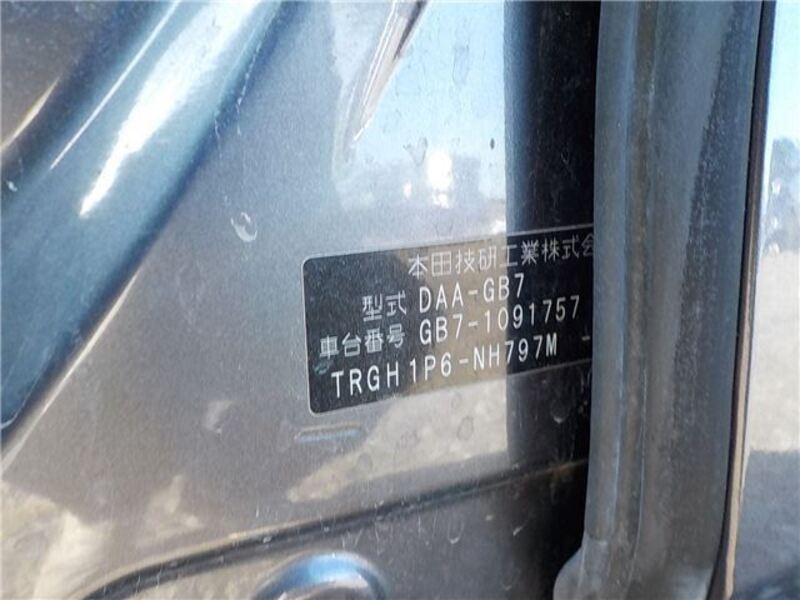 本田技研工業株式会
型式 DAA-GB7
車台番号 GB7-1091757
TRGH1P6-NH797M -